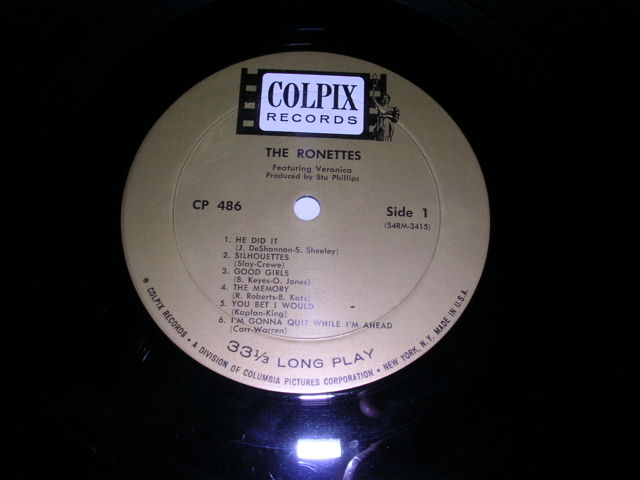 COLPIX
RECORDS
THE RONETTES
Featuring Veronica
Produced by Stu Phillips
CP 486
Side 1
(S4RM-3415)
1. HE DID IT
(J. DeShannon-S. Sheeley)
2. SILHOUETTES
(Slay-Crewe)
3. GOOD GIRLS
(B. Keyes-O. Jones)
4. THE MEMORY
(R. Roberts-B. Katz)
5. YOU BET I WOULD
(Kaplan-King)
6. I'M GONNA QUIT WHILE I'M AHEAD
(Carr-Warren)
33⅓ LONG PLAY
® COLPIX RECORDS • A DIVISION OF COLUMBIA PICTURES CORPORATION • NEW YORK, N.Y. MADE IN U.S.A.